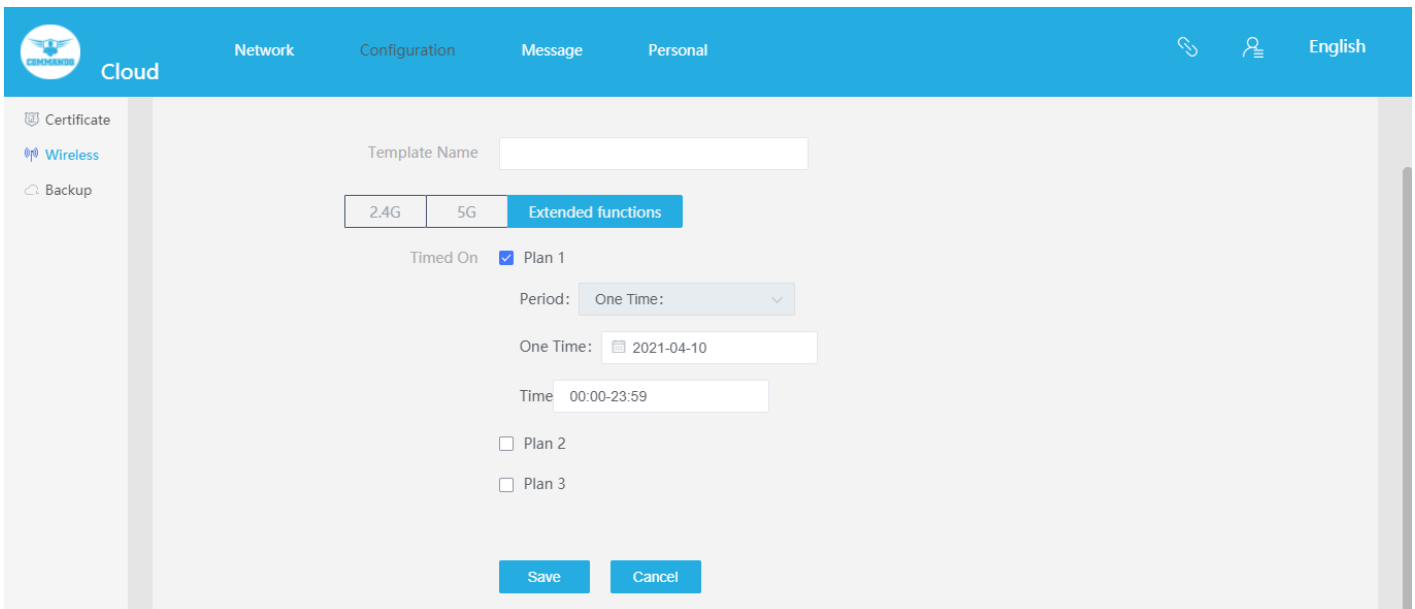 COMMANDO
Cloud
Network Configuration Message Personal English
Certificate
Wireless
Backup
Template Name
2.4G 5G Extended functions
Timed On Plan 1
Period: One Time:
One Time: 2021-04-10
Time 00:00-23:59
Plan 2
Plan 3
Save Cancel